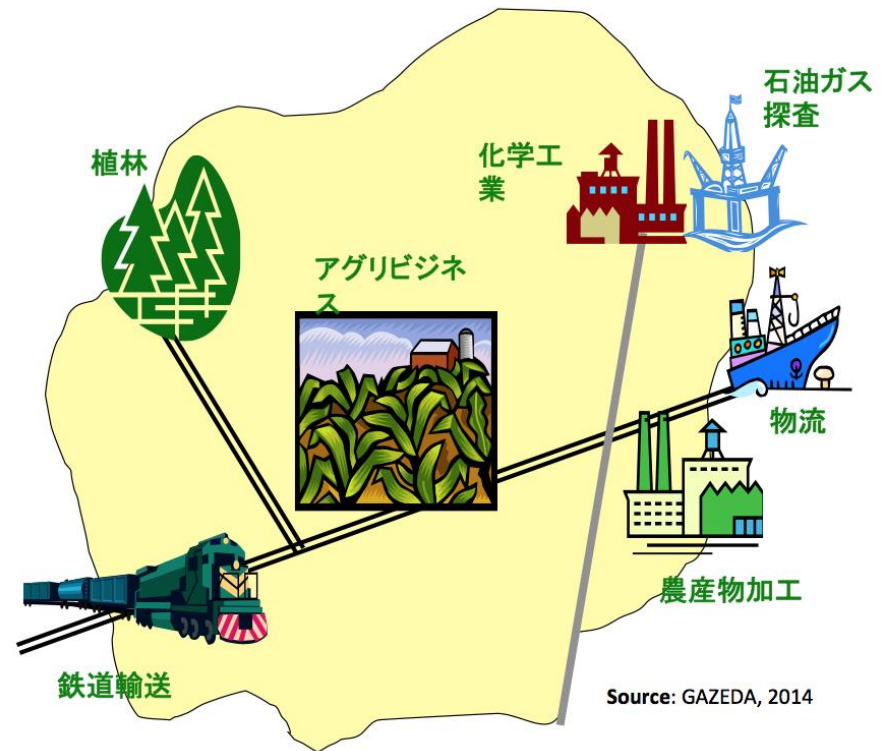 石油ガス
探査
化学工
業
植林
アグリビジネ
ス
物流
農産物加工
鉄道輸送
Source: GAZEDA, 2014